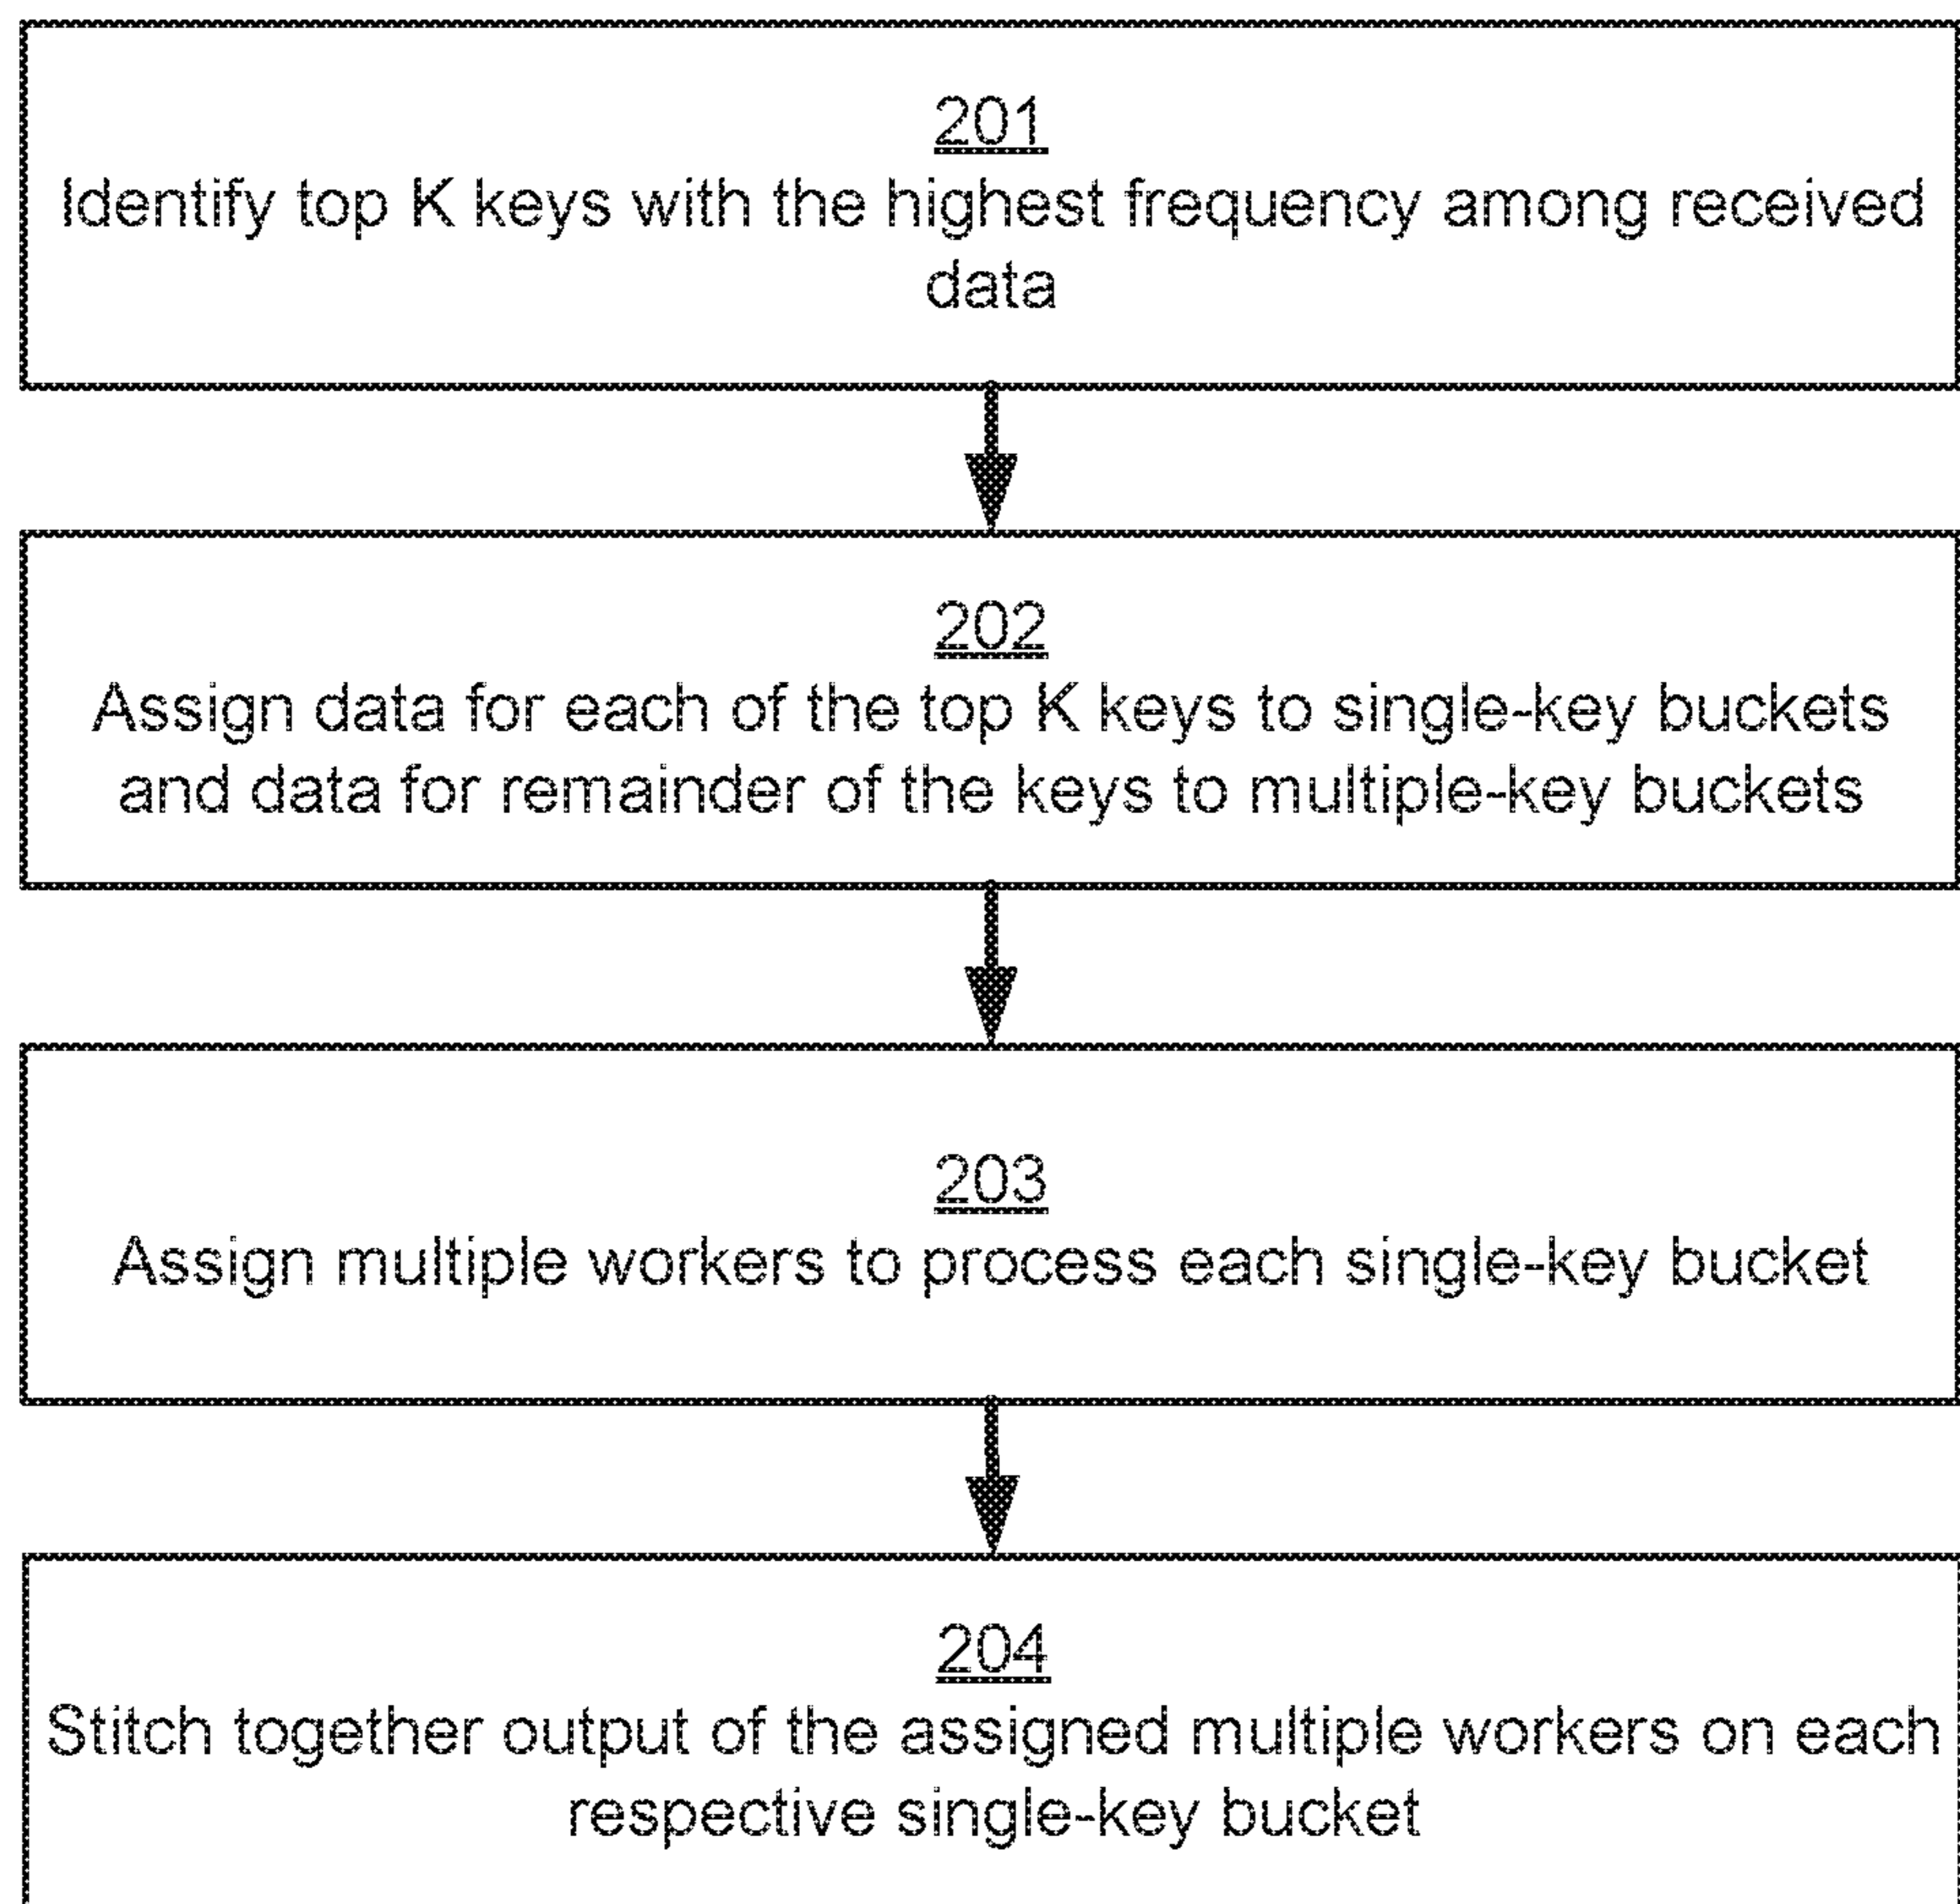 201
Identify top K keys with the highest frequency among received
data
202
Assign data for each of the top K keys to single-key buckets
and data for remainder of the keys to multiple-key buckets
203
Assign multiple workers to process each single-key bucket
204
Stitch together output of the assigned multiple workers on each
respective single-key bucket